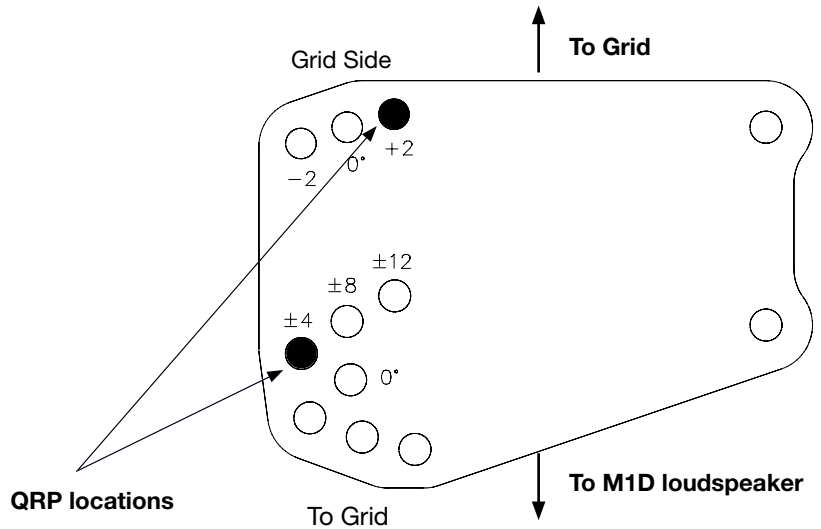 To Grid
Grid Side
+2
0°
−2
±12
±8
±4
0°
To M1D loudspeaker
QRP locations
To Grid